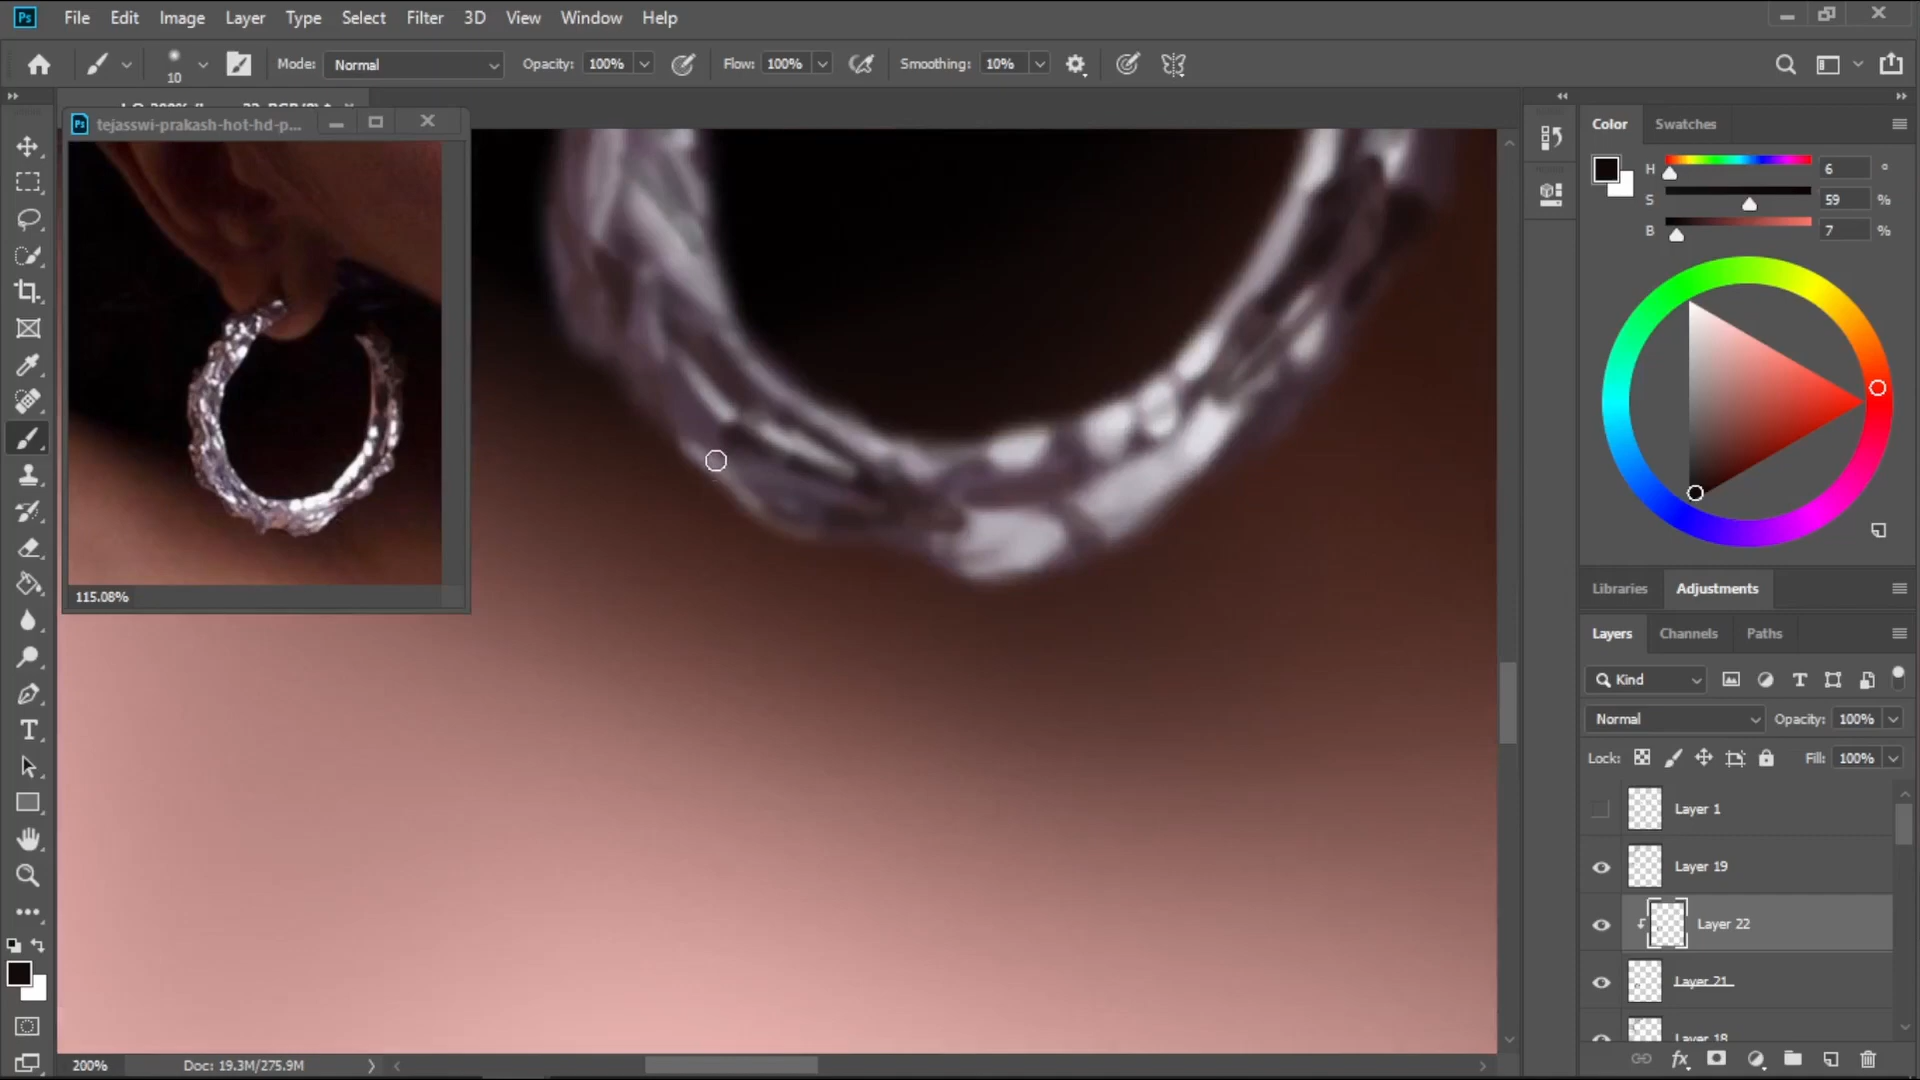 Ps File Edit Image Layer Type Select Filter 3D View Window Help
10 Mode: Normal Opacity: 100% Flow: 100% Smoothing: 10%
Ps tejasswi-prakash-hot-hd-p...
115.08%
Color Swatches
H 6 °
S 59 %
B 7 %
Libraries Adjustments
Layers Channels Paths
Kind
Normal Opacity: 100%
Lock: Fill: 100%
Layer 1
Layer 19
Layer 22
Layer 21
Layer 18
200% Doc: 19.3M/275.9M